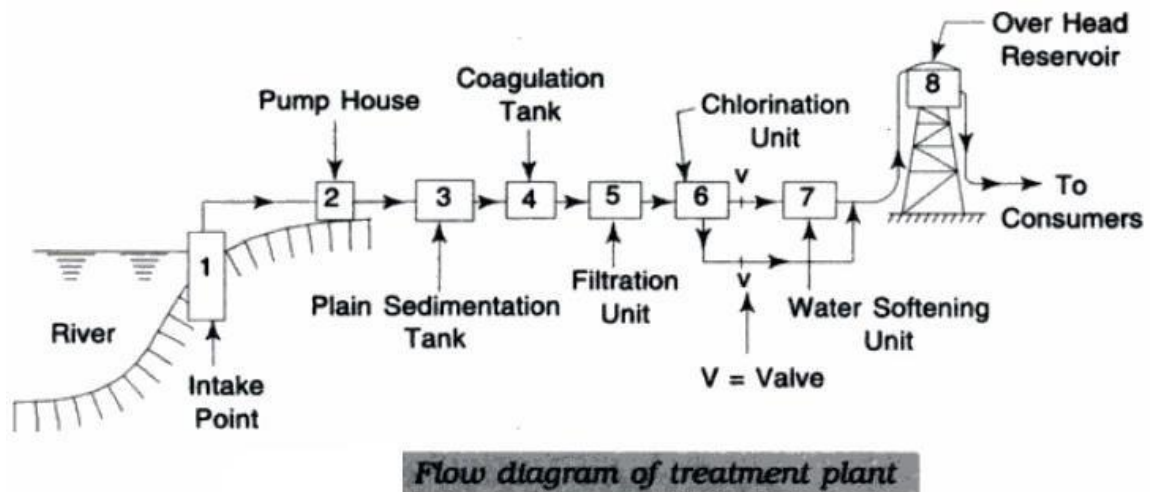 Over Head
Reservoir
8
Coagulation
Tank
Pump House
Chlorination
Unit
V
2
3
4
5
6
7
To
Consumers
1
River
V
Plain Sedimentation
Tank
Filtration
Unit
Water Softening
Unit
V = Valve
Intake
Point
Flow diagram of treatment plant